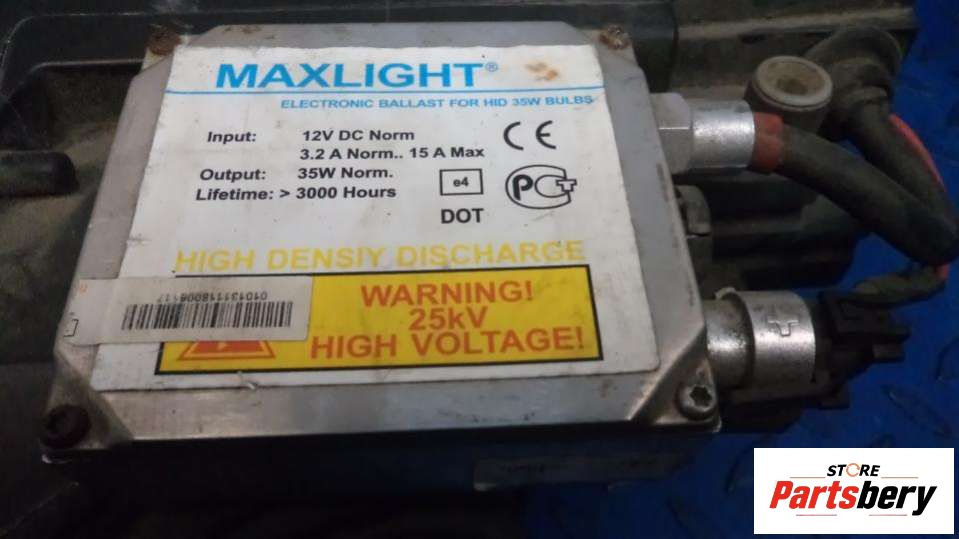 MAXLIGHT®
ELECTRONIC BALLAST FOR HID 35W BULBS
Input: 12V DC Norm
3.2 A Norm.. 15 A Max
Output: 35W Norm.
Lifetime: > 3000 Hours
CE
e4
DOT
РСТ
HIGH DENSIY DISCHARGE
WARNING!
25kV
HIGH VOLTAGE!
STORE
Partsbery